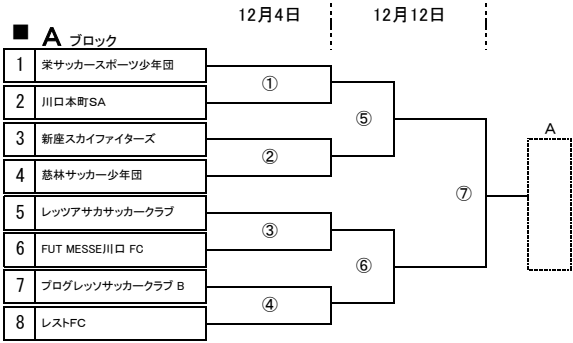 12月4日 12月12日
■ A ブロック
1 栄サッカースポーツ少年団
①
2 川口本町SA
⑤
3 新座スカイファイターズ
A
②
4 慈林サッカー少年団
⑦
5 レッツアサカサッカークラブ
③
6 FUT MESSE川口 FC
⑥
7 プログレッソサッカークラブ B
④
8 レストFC